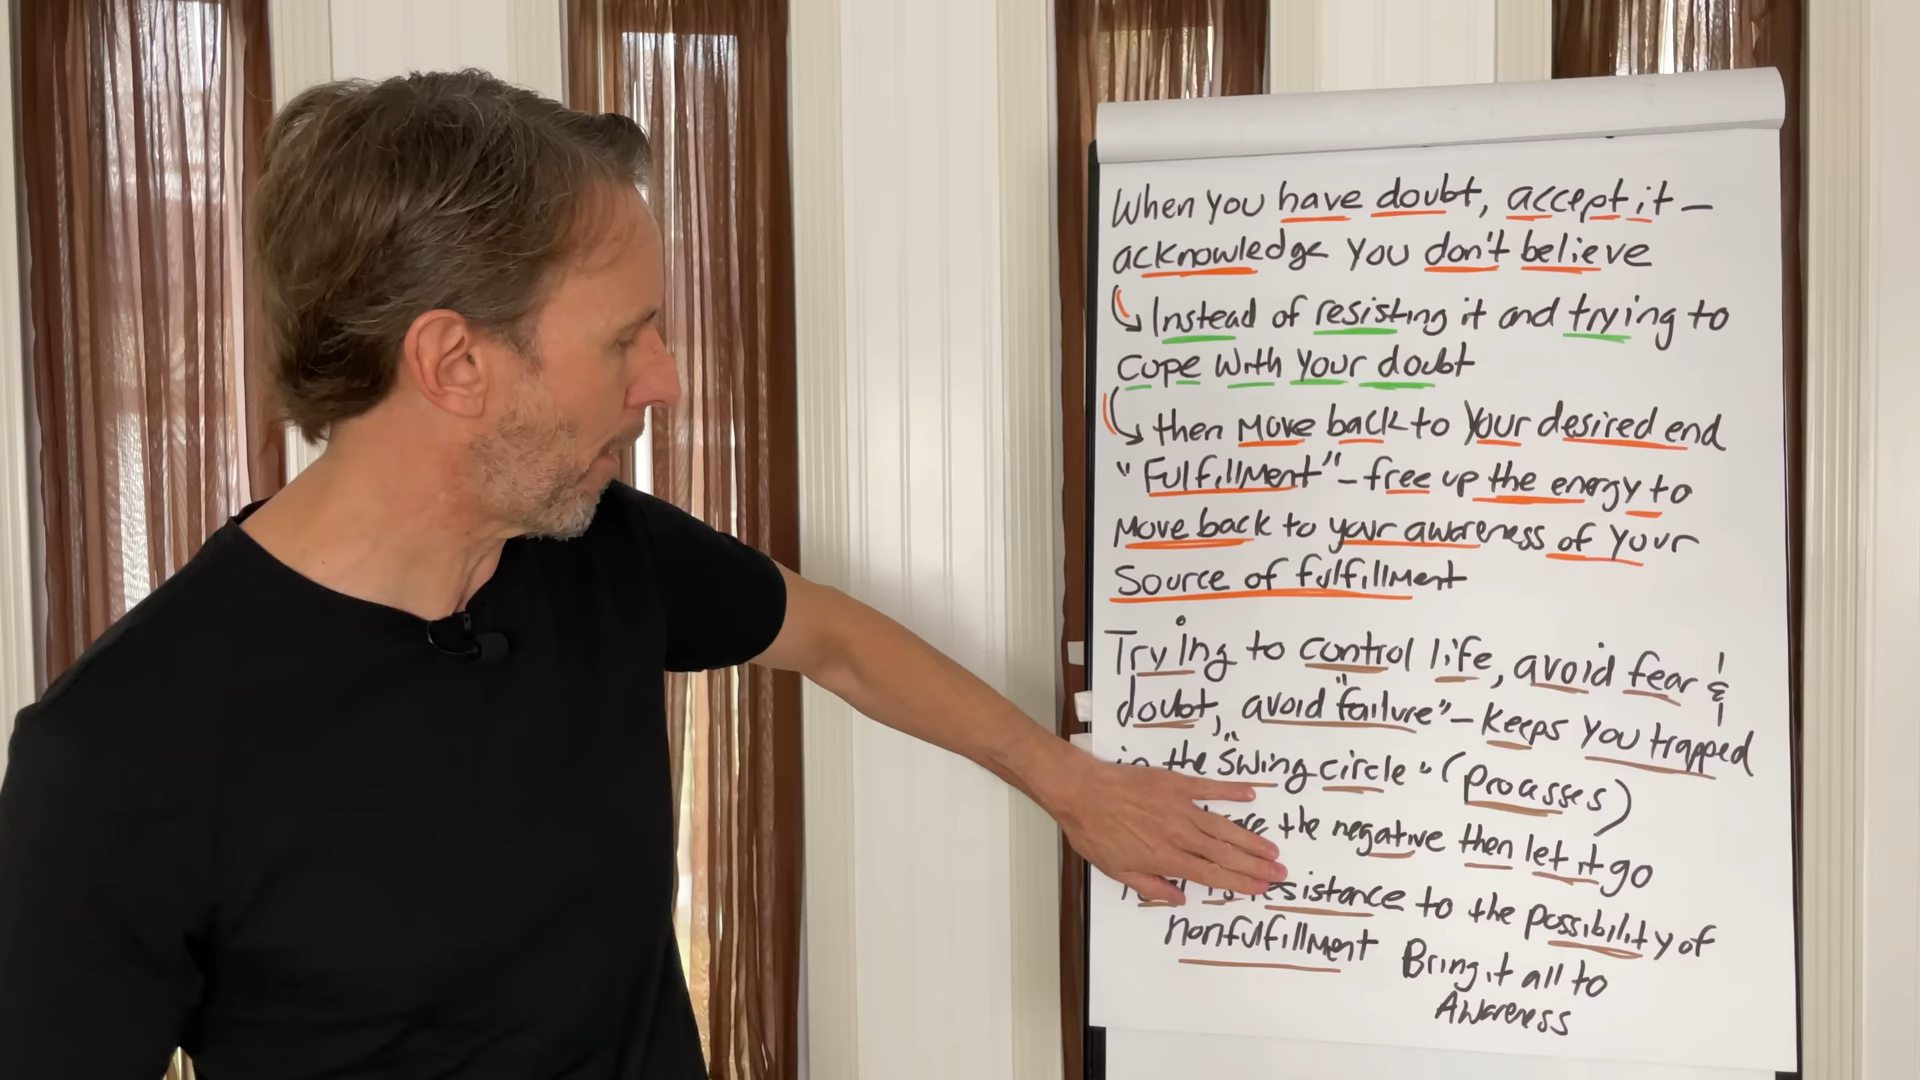 When you have doubt, accept it –
acknowledge you don't believe
Instead of resisting it and trying to
cope with your doubt
then move back to your desired end
"Fulfillment" – free up the energy to
move back to your awareness of your
source of fulfillment
Trying to control life, avoid fear &
doubt, avoid "failure" – keeps you trapped
in the "swing circle" (processes)
the negative then let it go
resistance to the possibility of
nonfulfillment
Bring it all to
Awareness